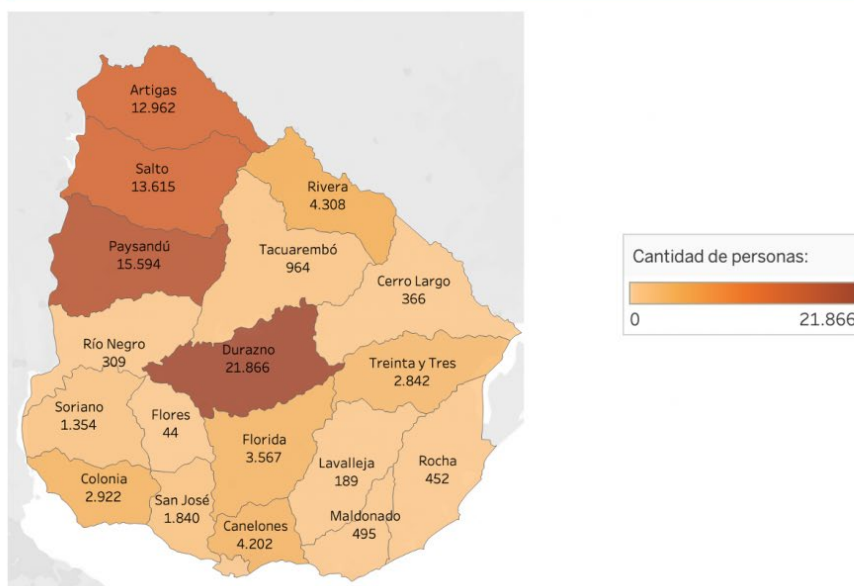 Artigas
12.962
Salto
13.615
Rivera
4.308
Paysandú
15.594
Tacuarembó
964
Cerro Largo
366
Cantidad de personas:
0 21.866
Río Negro
309
Durazno
21.866
Treinta y Tres
2.842
Soriano
1.354
Flores
44
Florida
3.567
Lavalleja
189
Rocha
452
Colonia
2.922
San José
1.840
Canelones
4.202
Maldonado
495